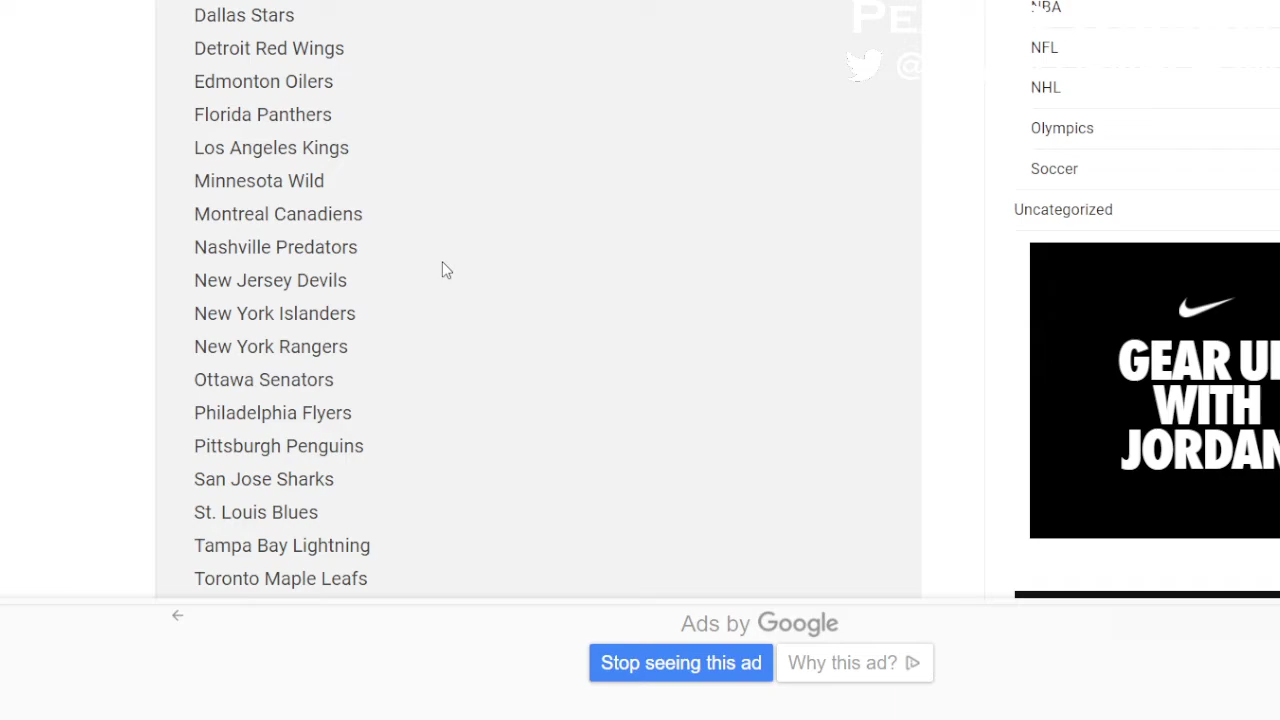 Dallas Stars
Detroit Red Wings
Edmonton Oilers
Florida Panthers
Los Angeles Kings
Minnesota Wild
Montreal Canadiens
Nashville Predators
New Jersey Devils
New York Islanders
New York Rangers
Ottawa Senators
Philadelphia Flyers
Pittsburgh Penguins
San Jose Sharks
St. Louis Blues
Tampa Bay Lightning
Toronto Maple Leafs
@
NBA
NFL
NHL
Olympics
Soccer
Uncategorized
GEAR
WITH
JORDAN
Ads by Google
Stop seeing this ad
Why this ad?